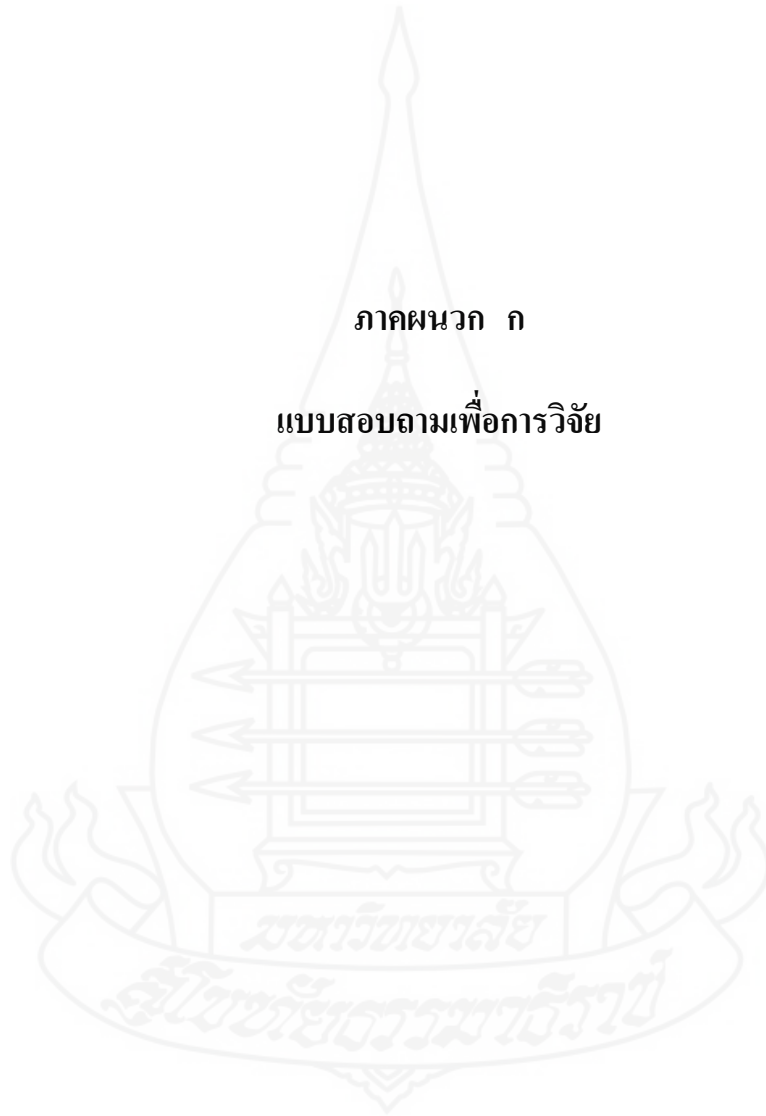 ภาคผนวก ก
แบบสอบถามเพื่อการวิจัย
มหาวิทยาลัย
สุโขทัยธรรมาธิราช